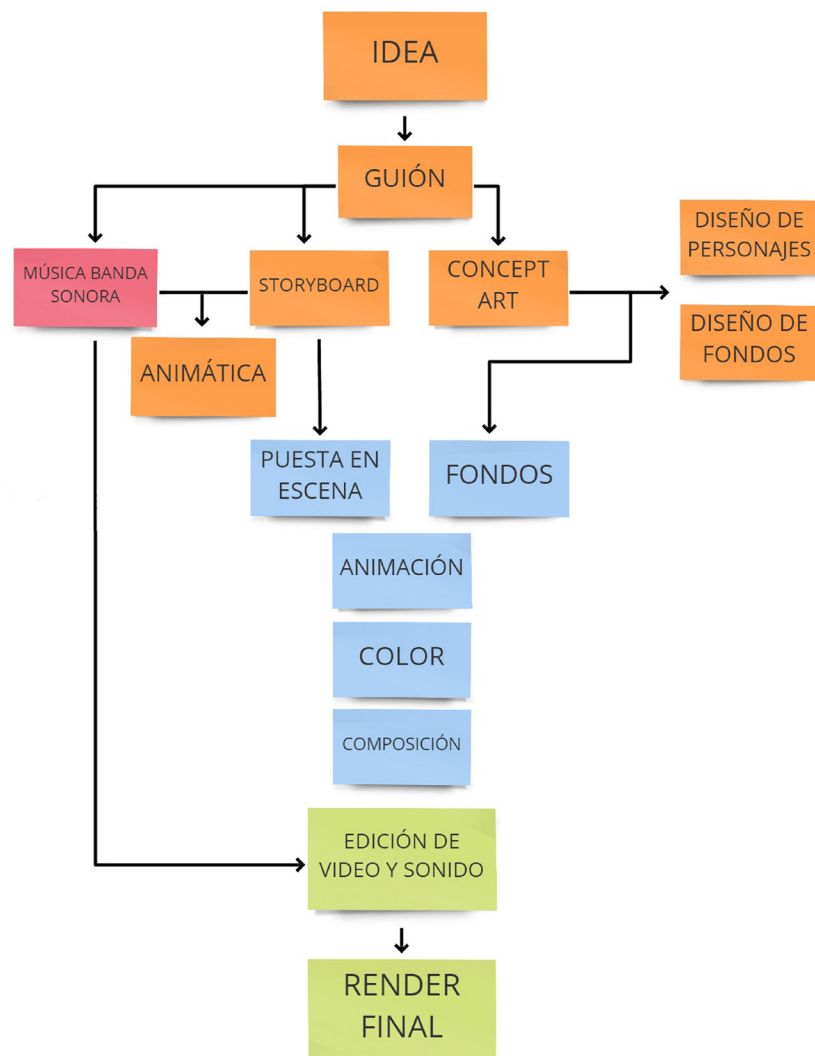 IDEA
GUIÓN
MÚSICA BANDA
SONORA
STORYBOARD
CONCEPT
ART
DISEÑO DE
PERSONAJES
DISEÑO DE
FONDOS
ANIMÁTICA
PUESTA EN
ESCENA
FONDOS
ANIMACIÓN
COLOR
COMPOSICIÓN
EDICIÓN DE
VIDEO Y SONIDO
RENDER
FINAL